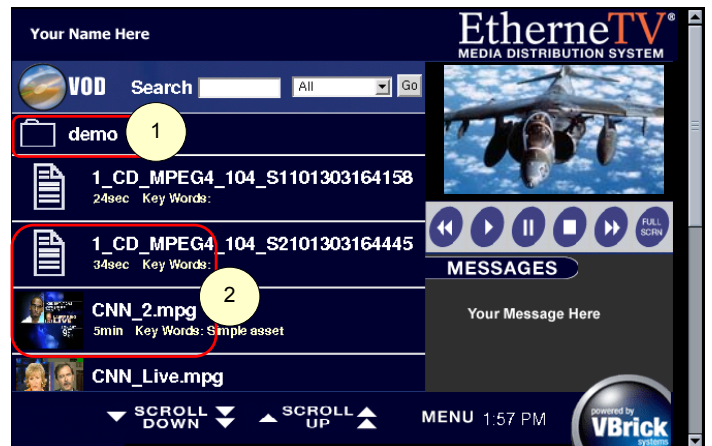 Your Name Here
EtherneTV®
MEDIA DISTRIBUTION SYSTEM
VOD Search All Go
demo 1
1_CD_MPEG4_104_S1101303164158
24sec Key Words:
1_CD_MPEG4_104_S2101303164445
34sec Key Words:
2
CNN_2.mpg
5min Key Words: Simple asset
CNN_Live.mpg
FULL
SCRN
MESSAGES
Your Message Here
SCROLL
DOWN
SCROLL
UP
MENU 1:57 PM
powered by
VBrick
systems